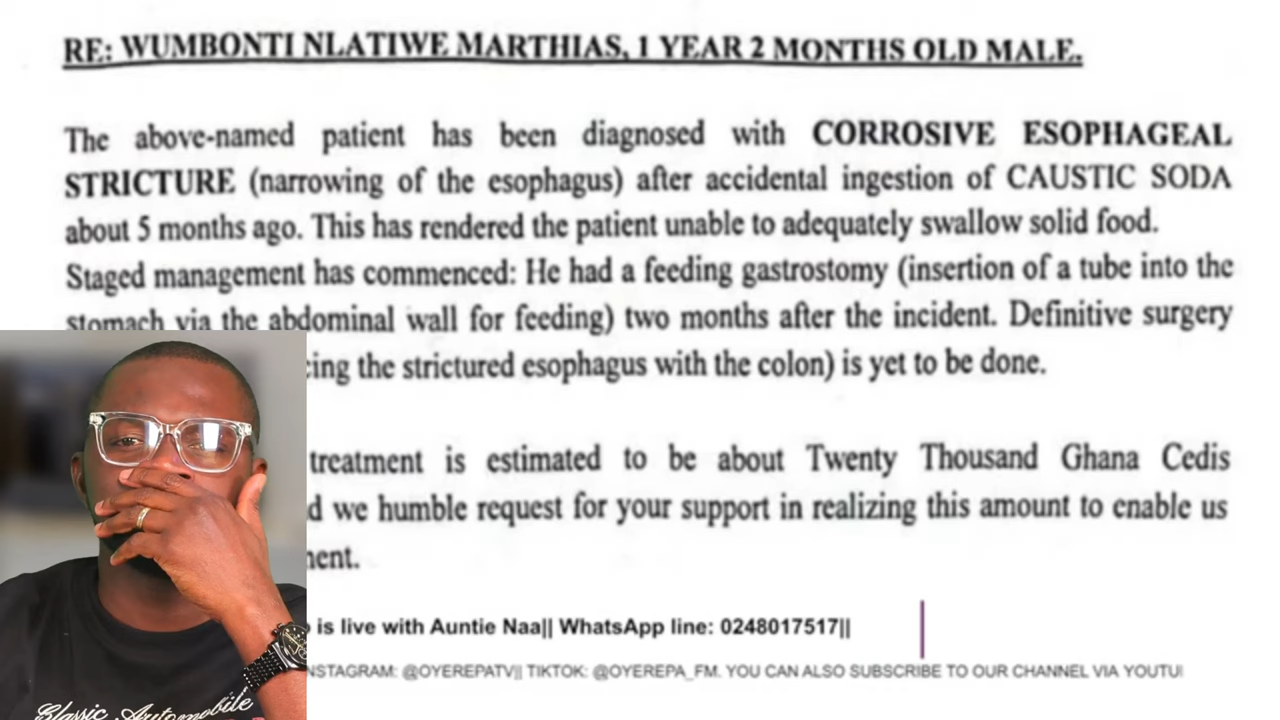 RE: WUMBONTI NLATIWE MARTHIAS, 1 YEAR 2 MONTHS OLD MALE.
The above-named patient has been diagnosed with CORROSIVE ESOPHAGEAL
STRICTURE (narrowing of the esophagus) after accidental ingestion of CAUSTIC SODA
about 5 months ago. This has rendered the patient unable to adequately swallow solid food.
Staged management has commenced: He had a feeding gastrostomy (insertion of a tube into the
stomach via the abdominal wall for feeding) two months after the incident. Definitive surgery
the strictured esophagus with the colon) is yet to be done.
treatment is estimated to be about Twenty Thousand Ghana Cedis
we humble request for your support in realizing this amount to enable us
is live with Auntie Naa|| WhatsApp line: 0248017517||
@OYEREPATV|| TIKTOK: @OYEREPA_FM. YOU CAN ALSO SUBSCRIBE TO OUR CHANNEL VIA
Classic Automobile